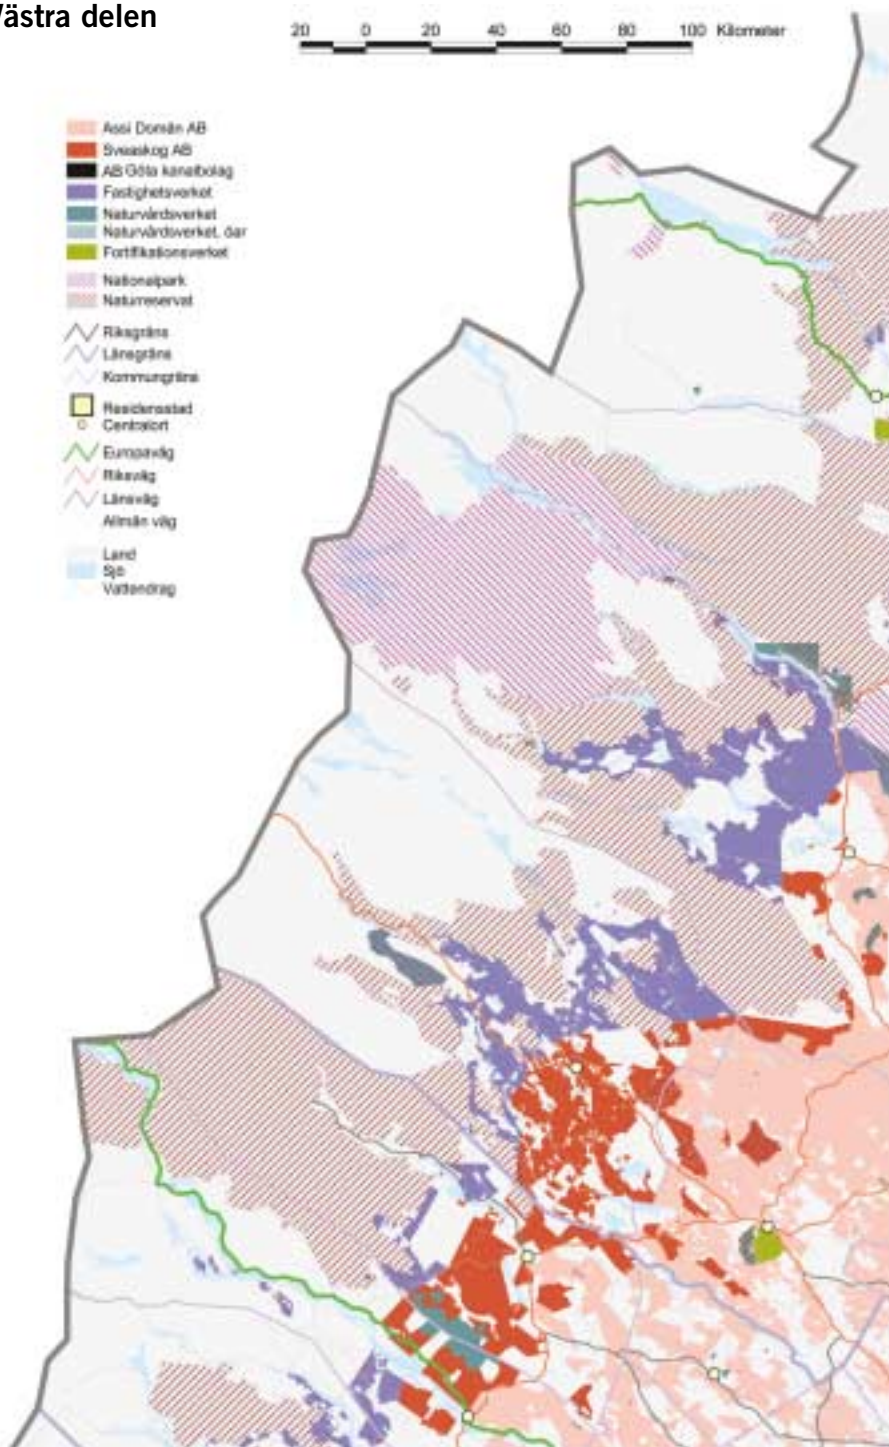 Västra delen
20 0 20 40 60 80 100 Kilometer
Assi Domän AB
Sveaskog AB
AB Göta kanalbolag
Fastighetsverket
Naturvårdsverket
Naturvårdsverket, öar
Fortifikationsverket
Nationalpark
Naturreservat
Riksgräns
Länsgräns
Kommungräns
Residensstad
Centralort
Europaväg
Riksväg
Länsväg
Allmän väg
Land
Sjö
Vattendrag